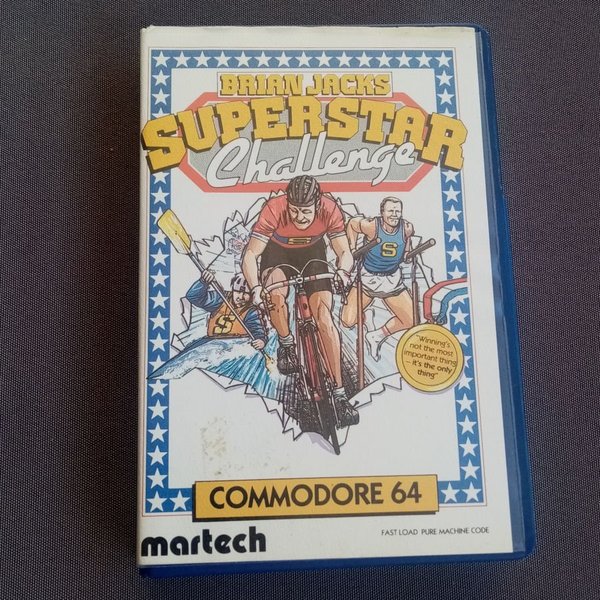 BRIAN JACKS
SUPERSTAR
Challenge
S
S
S
"Winning's
not the most
important thing
– it's the only
thing"
COMMODORE 64
martech
FAST LOAD PURE MACHINE CODE